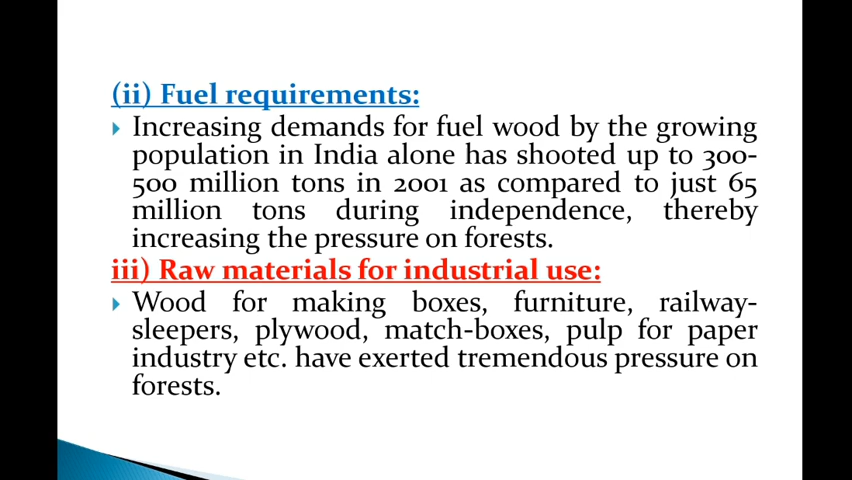 (ii) Fuel requirements:
Increasing demands for fuel wood by the growing
population in India alone has shooted up to 300-
500 million tons in 2001 as compared to just 65
million tons during independence, thereby
increasing the pressure on forests.
iii) Raw materials for industrial use:
Wood for making boxes, furniture, railway-
sleepers, plywood, match-boxes, pulp for paper
industry etc. have exerted tremendous pressure on
forests.